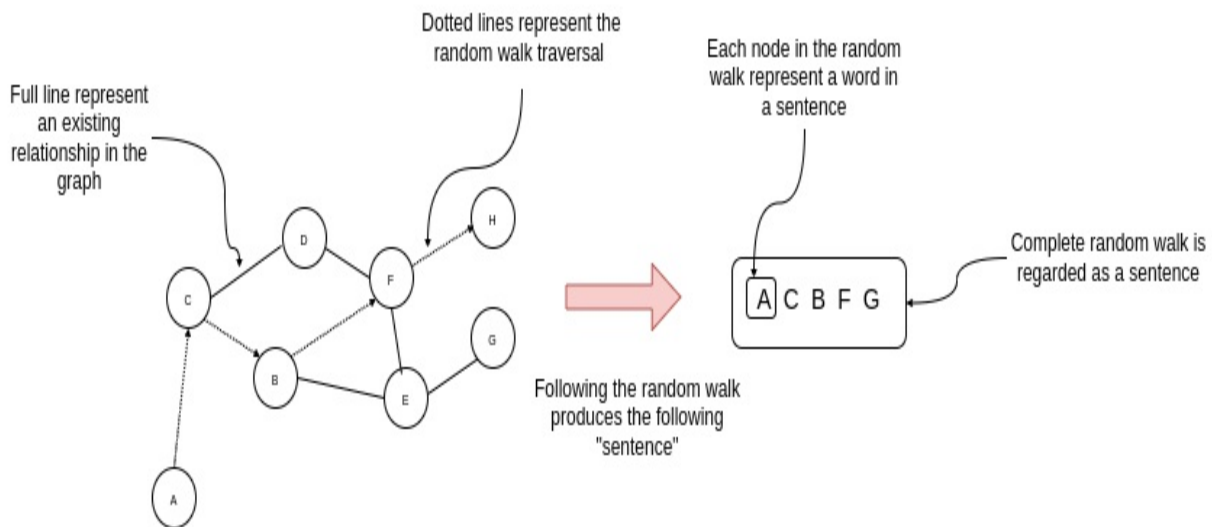 Dotted lines represent the
random walk traversal
Each node in the random
walk represent a word in
a sentence
Full line represent
an existing
relationship in the
graph
H
D
F
C
G
B
E
A
A C B F G
Complete random walk is
regarded as a sentence
Following the random walk
produces the following
"sentence"